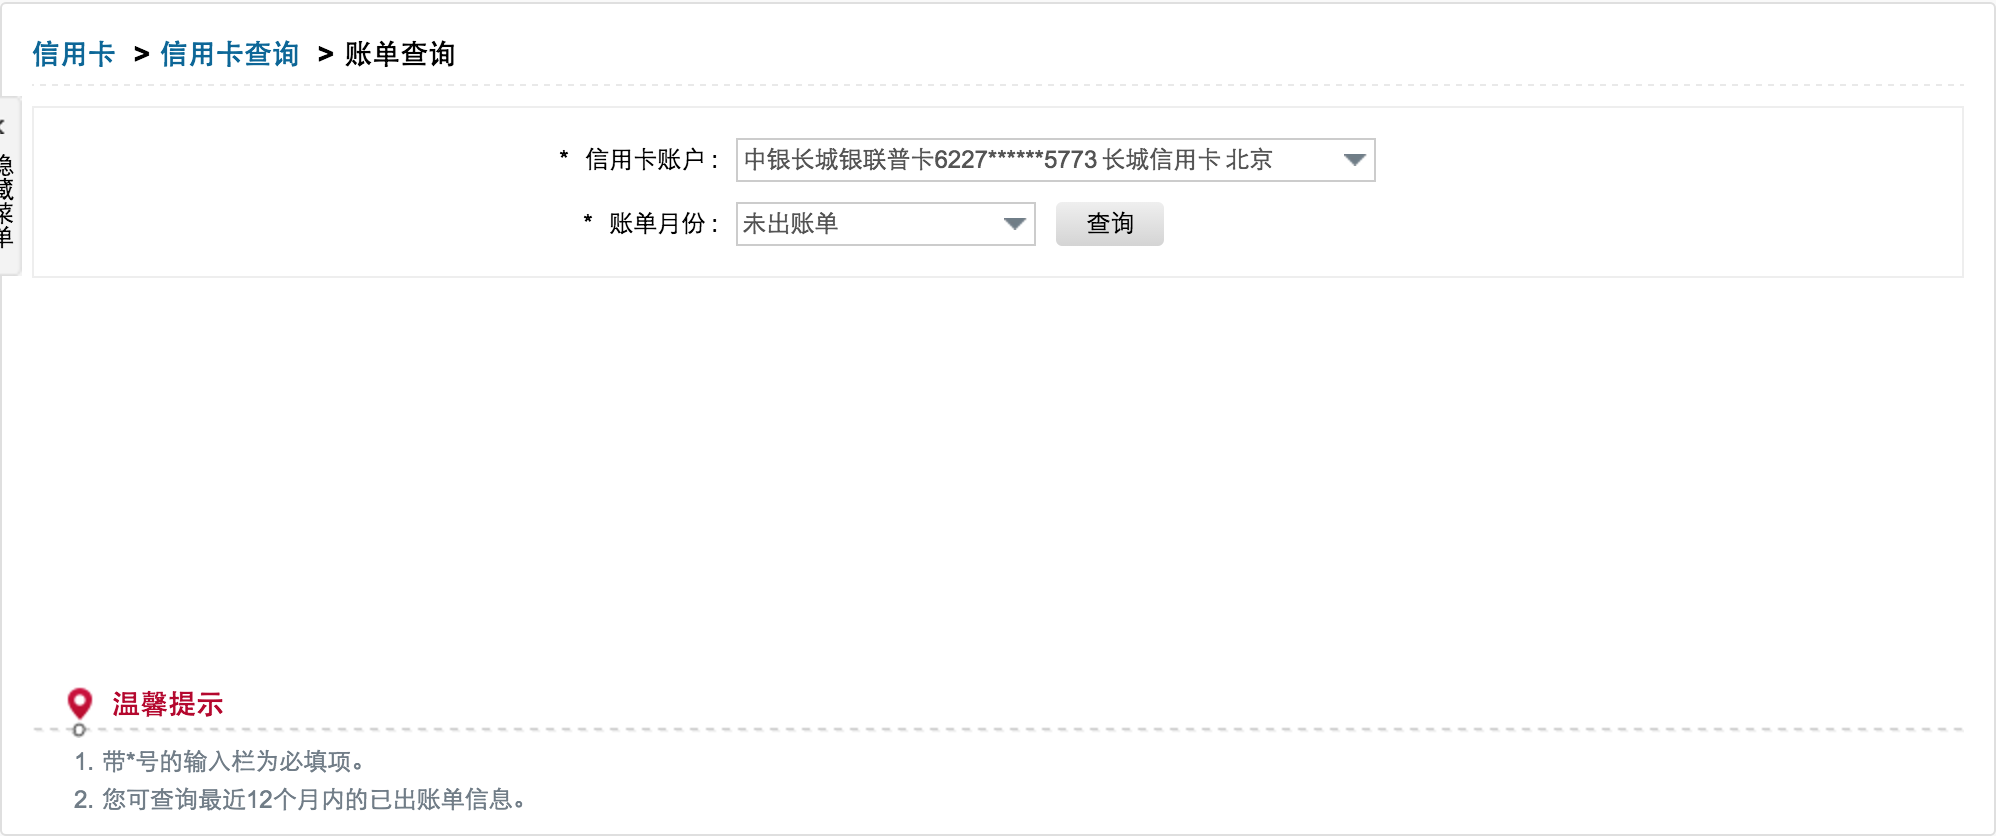 信用卡 > 信用卡查询 > 账单查询
隐藏菜单
* 信用卡账户： 中银长城银联普卡6227******5773 长城信用卡 北京
* 账单月份： 未出账单 查询
温馨提示
1. 带*号的输入栏为必填项。
2. 您可查询最近12个月内的已出账单信息。